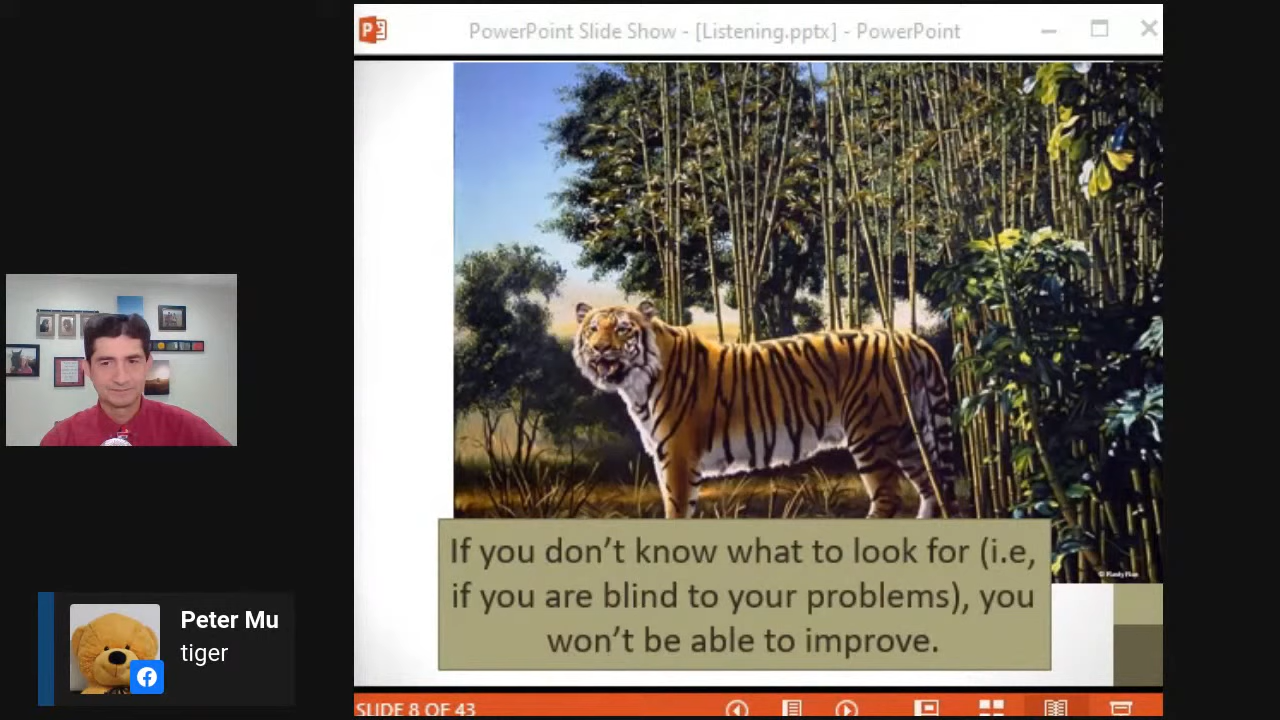 PowerPoint Slide Show - [Listening.pptx] - PowerPoint
If you don't know what to look for (i.e,
if you are blind to your problems), you
won't be able to improve.
Peter Mu
tiger
SLIDE 8 OF 43